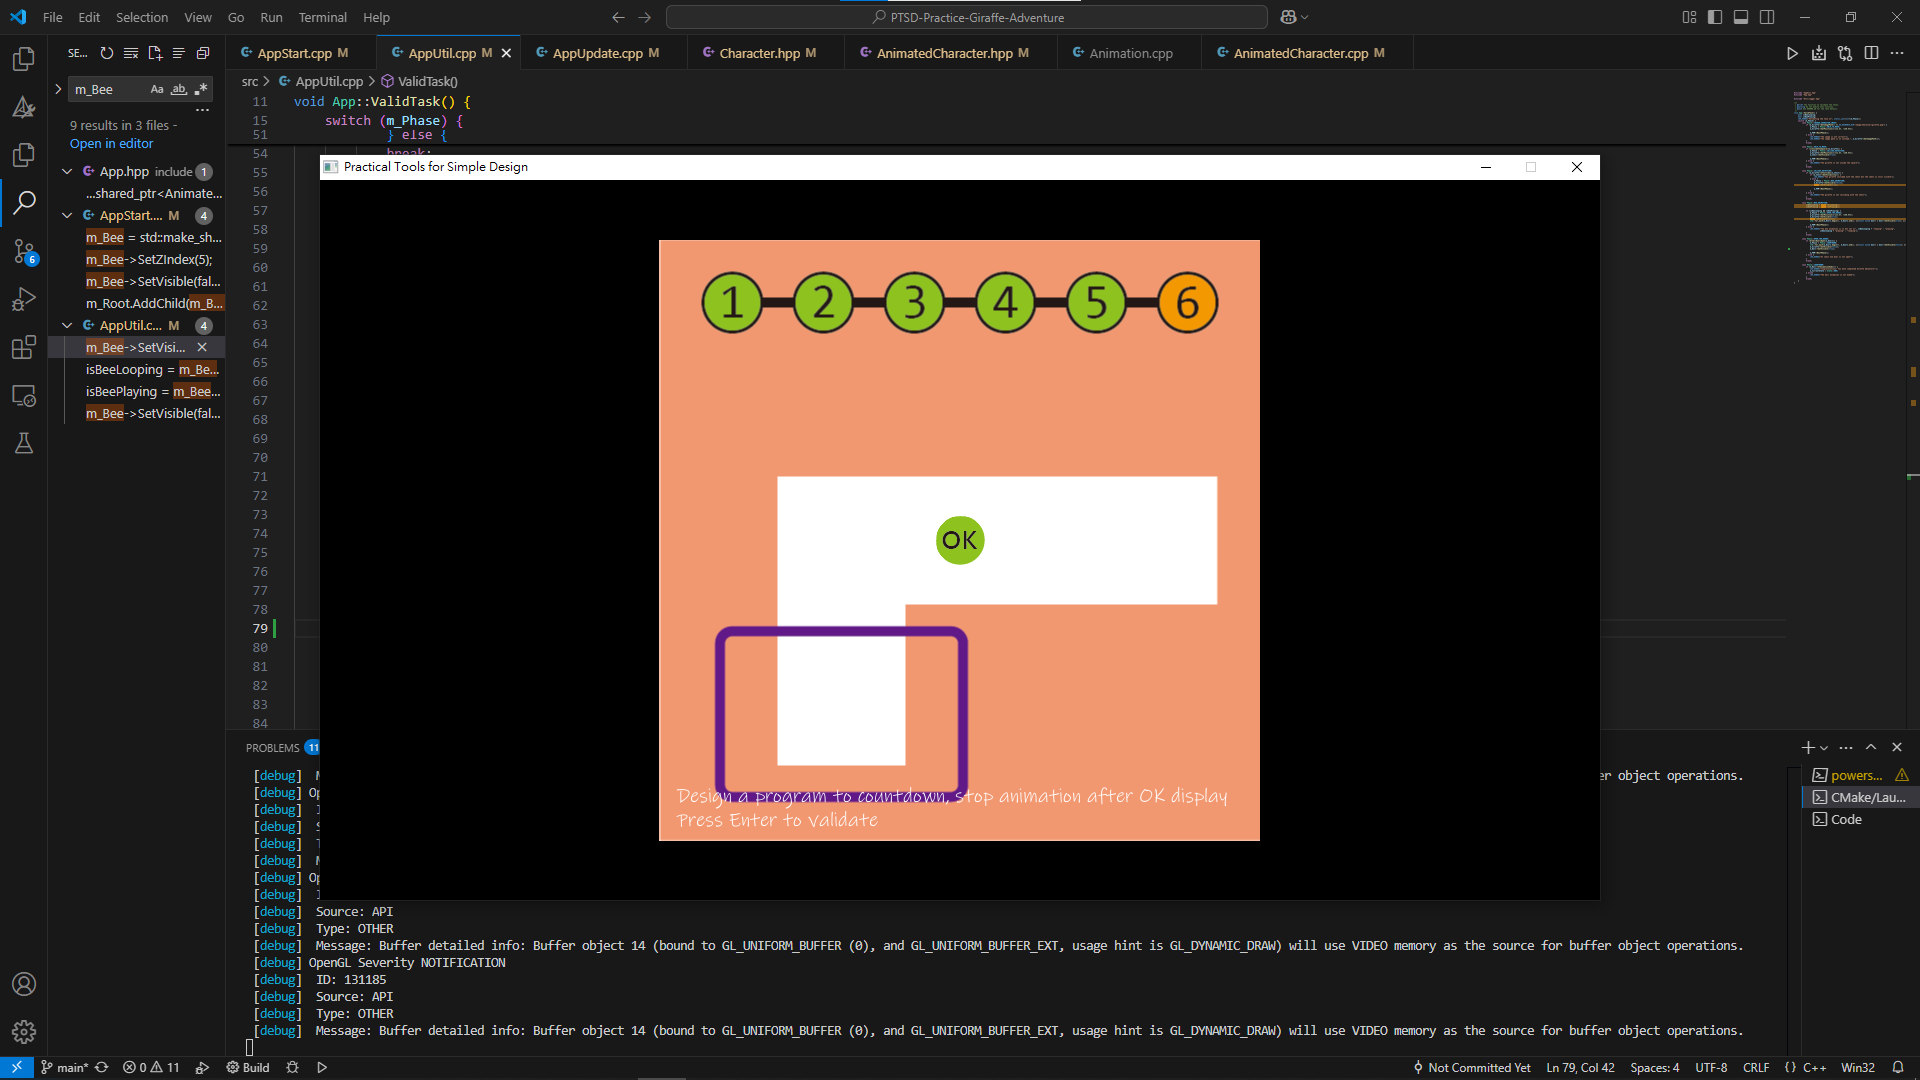 File Edit Selection View Go Run Terminal Help
PTSD-Practice-Giraffe-Adventure
SE...
AppStart.cpp M
AppUtil.cpp M
AppUpdate.cpp M
Character.hpp M
AnimatedCharacter.hpp M
Animation.cpp
AnimatedCharacter.cpp M
m_Bee
Aa ab .*
9 results in 3 files -
Open in editor
App.hpp include 1
...shared_ptr<Animate...
AppStart.... M 4
m_Bee = std::make_sh...
m_Bee->SetZIndex(5);
m_Bee->SetVisible(fal...
m_Root.AddChild(m_B...
AppUtil.c... M 4
m_Bee->SetVisi...
isBeeLooping = m_Be...
isBeePlaying = m_Bee...
m_Bee->SetVisible(fal...
6
src > AppUtil.cpp > ValidTask()
11 void App::ValidTask() {
15 switch (m_Phase) {
51 } else {
54 break;
55
56
57
58
59
60
61
62
63
64
65
66
67
68
69
70
71
72
73
74
75
76
77
78
79
80
81
82
83
84
Practical Tools for Simple Design
1 2 3 4 5 6
OK
Design a program to countdown, stop animation after OK display
Press Enter to Validate
PROBLEMS 11
[debug] er object operations.
[debug]
[debug]
[debug]
[debug]
[debug]
[debug]
[debug]
[debug] Source: API
[debug] Type: OTHER
[debug] Message: Buffer detailed info: Buffer object 14 (bound to GL_UNIFORM_BUFFER (0), and GL_UNIFORM_BUFFER_EXT, usage hint is GL_DYNAMIC_DRAW) will use VIDEO memory as the source for buffer object operations.
[debug] OpenGL Severity NOTIFICATION
[debug] ID: 131185
[debug] Source: API
[debug] Type: OTHER
[debug] Message: Buffer detailed info: Buffer object 14 (bound to GL_UNIFORM_BUFFER (0), and GL_UNIFORM_BUFFER_EXT, usage hint is GL_DYNAMIC_DRAW) will use VIDEO memory as the source for buffer object operations.
powers...
CMake/Lau...
Code
main* 0 11 Build
Not Committed Yet Ln 79, Col 42 Spaces: 4 UTF-8 CRLF {} C++ Win32